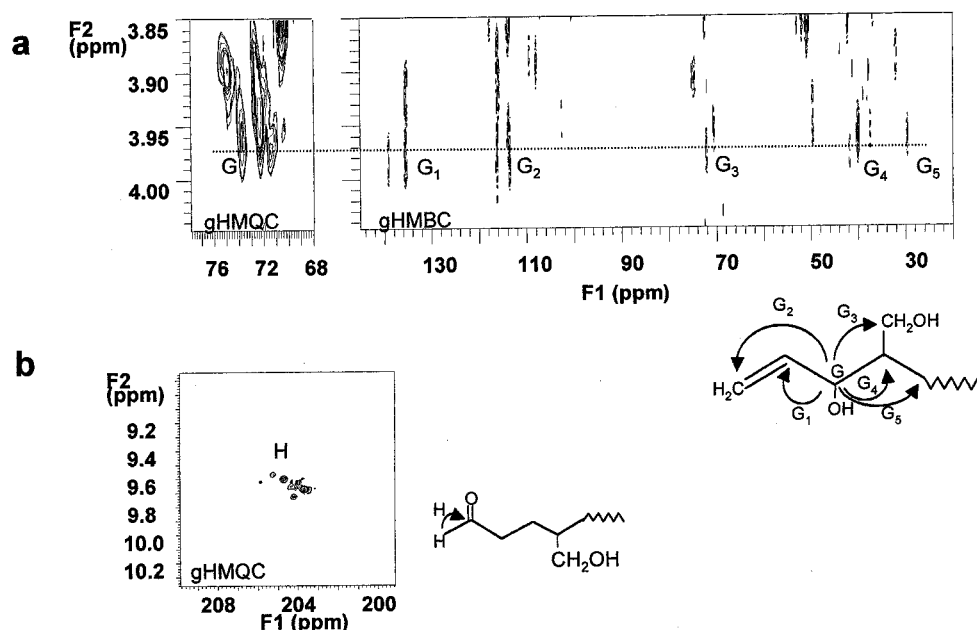 a
F2
(ppm)
3.85
3.90
3.95
4.00
G
G1
G2
G3
G4
G5
gHMQC
gHMBC
76 72 68
130 110 90 70 50 30
F1 (ppm)
G2
G3
CH2OH
H2C
G
G4
OH
G1
G5
b
F2
(ppm)
9.2
9.4
9.6
9.8
10.0
10.2
H
gHMQC
208 204 200
F1 (ppm)
O
H
H
CH2OH